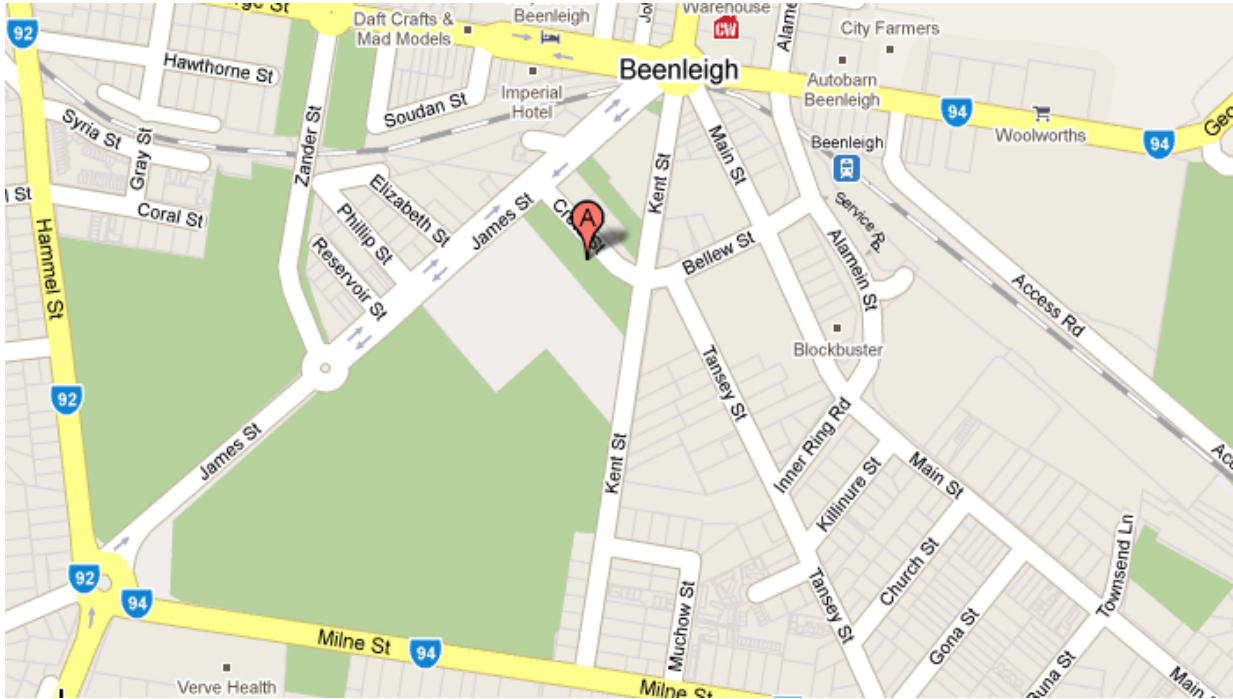 92
Daft Crafts &
Mad Models
Beenleigh
Warehouse
CW
City Farmers
Hawthorne St
Zander St
Soudan St
Imperial
Hotel
Beenleigh
Autobarn
Beenleigh
94
Woolworths
94
Syria St
Gray St
Coral St
Elizabeth St
Phillip St
Reservoir St
James St
A
Kent St
Main St
Bellew St
Beenleigh
Service
Alamein St
Access Rd
Hammel St
92
James St
Blockbuster
Tansey St
Kent St
Inner Ring Rd
Killinure St
Main St
Church St
Townsend Ln
92
94
Milne St
94
Verve Health
Muchow St
Milne St
Tansey St
Gona St
Main